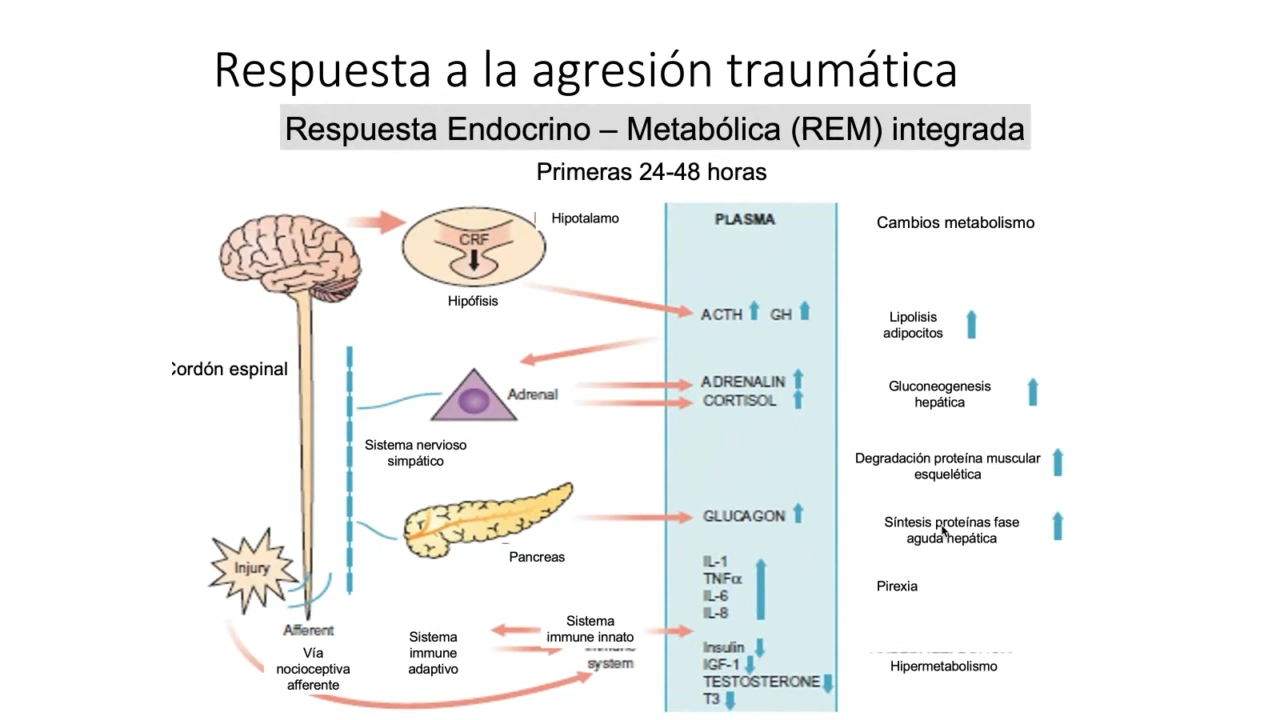 Respuesta a la agresión traumática
Respuesta Endocrino – Metabólica (REM) integrada
Primeras 24-48 horas
Hipotalamo
CRF
Hipófisis
Cordón espinal
Adrenal
Sistema nervioso
simpático
Pancreas
Injury
Afferent
Vía
nocioceptiva
afferente
Sistema
immune
adaptivo
Sistema
immune innato
system
PLASMA
ACTH GH
ADRENALIN
CORTISOL
GLUCAGON
IL-1
TNFα
IL-6
IL-8
Insulin
IGF-1
TESTOSTERONE
T3
Cambios metabolismo
Lipolisis
adipocitos
Gluconeogenesis
hepática
Degradación proteína muscular
esquelética
Síntesis proteínas fase
aguda hepática
Pirexia
Hipermetabolismo